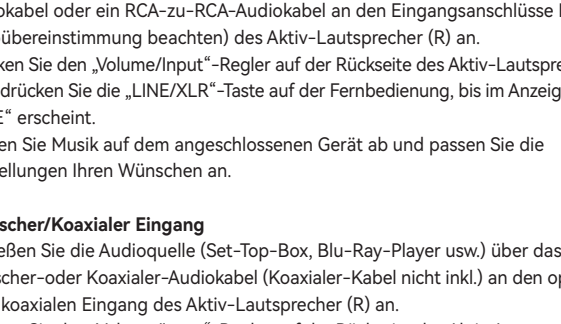 okabel oder ein RCA-zu-RCA-Audiokabel an den Eingangsanschlüsse
übereinstimmung beachten) des Aktiv-Lautsprecher (R) an.
ken Sie den „Volume/Input“-Regler auf der Rückseite des Aktiv-Lautspre
drücken Sie die „LINE/XLR“-Taste auf der Fernbedienung, bis im Anzeig
E“ erscheint.
en Sie Musik auf dem angeschlossenen Gerät ab und passen Sie die
ellungen Ihren Wünschen an.
scher/Koaxialer Eingang
eßen Sie die Audioquelle (Set-Top-Box, Blu-Ray-Player usw.) über das
scher-oder Koaxialer-Audiokabel (Koaxialer-Kabel nicht inkl.) an den op
koaxialen Eingang des Aktiv-Lautsprecher (R) an.